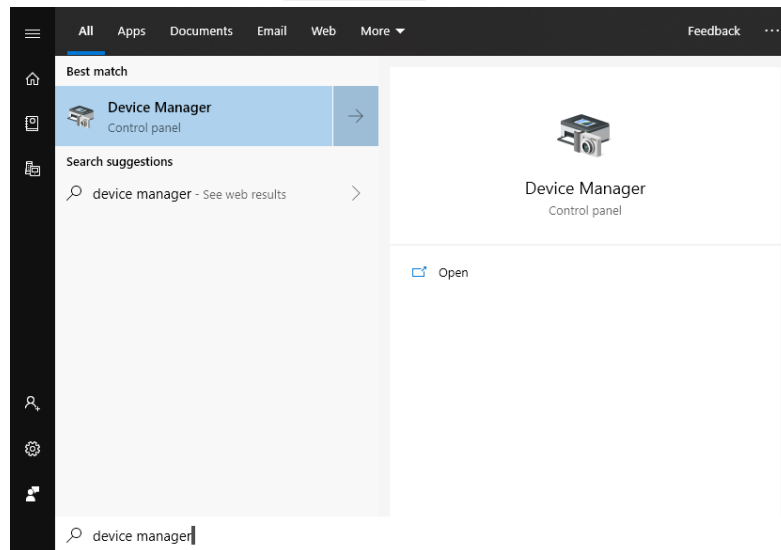 All Apps Documents Email Web More Feedback ...
Best match
Device Manager
Control panel
Search suggestions
device manager - See web results
Device Manager
Control panel
Open
device manager